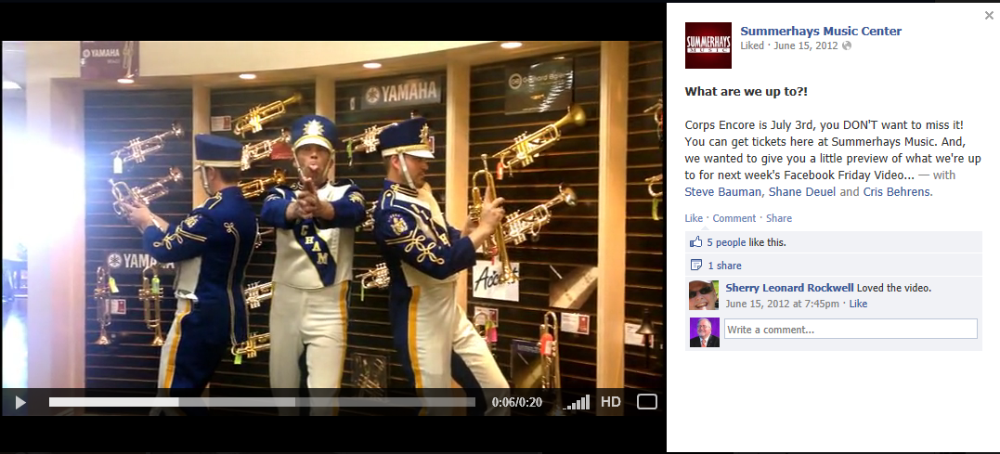 YAMAHA
Gerhard Baier
YAMAHA
YAMA
CHAM
SUMMERHAYS
MUSIC
Summerhays Music Center
Liked · June 15, 2012
What are we up to?!
Corps Encore is July 3rd, you DON'T want to miss it!
You can get tickets here at Summerhays Music. And,
we wanted to give you a little preview of what we're up
to for next week's Facebook Friday Video... — with
Steve Bauman, Shane Deuel and Cris Behrens.
Like · Comment · Share
5 people like this.
1 share
Sherry Leonard Rockwell Loved the video.
June 15, 2012 at 7:45pm · Like
Write a comment...
0:06/0:20
HD